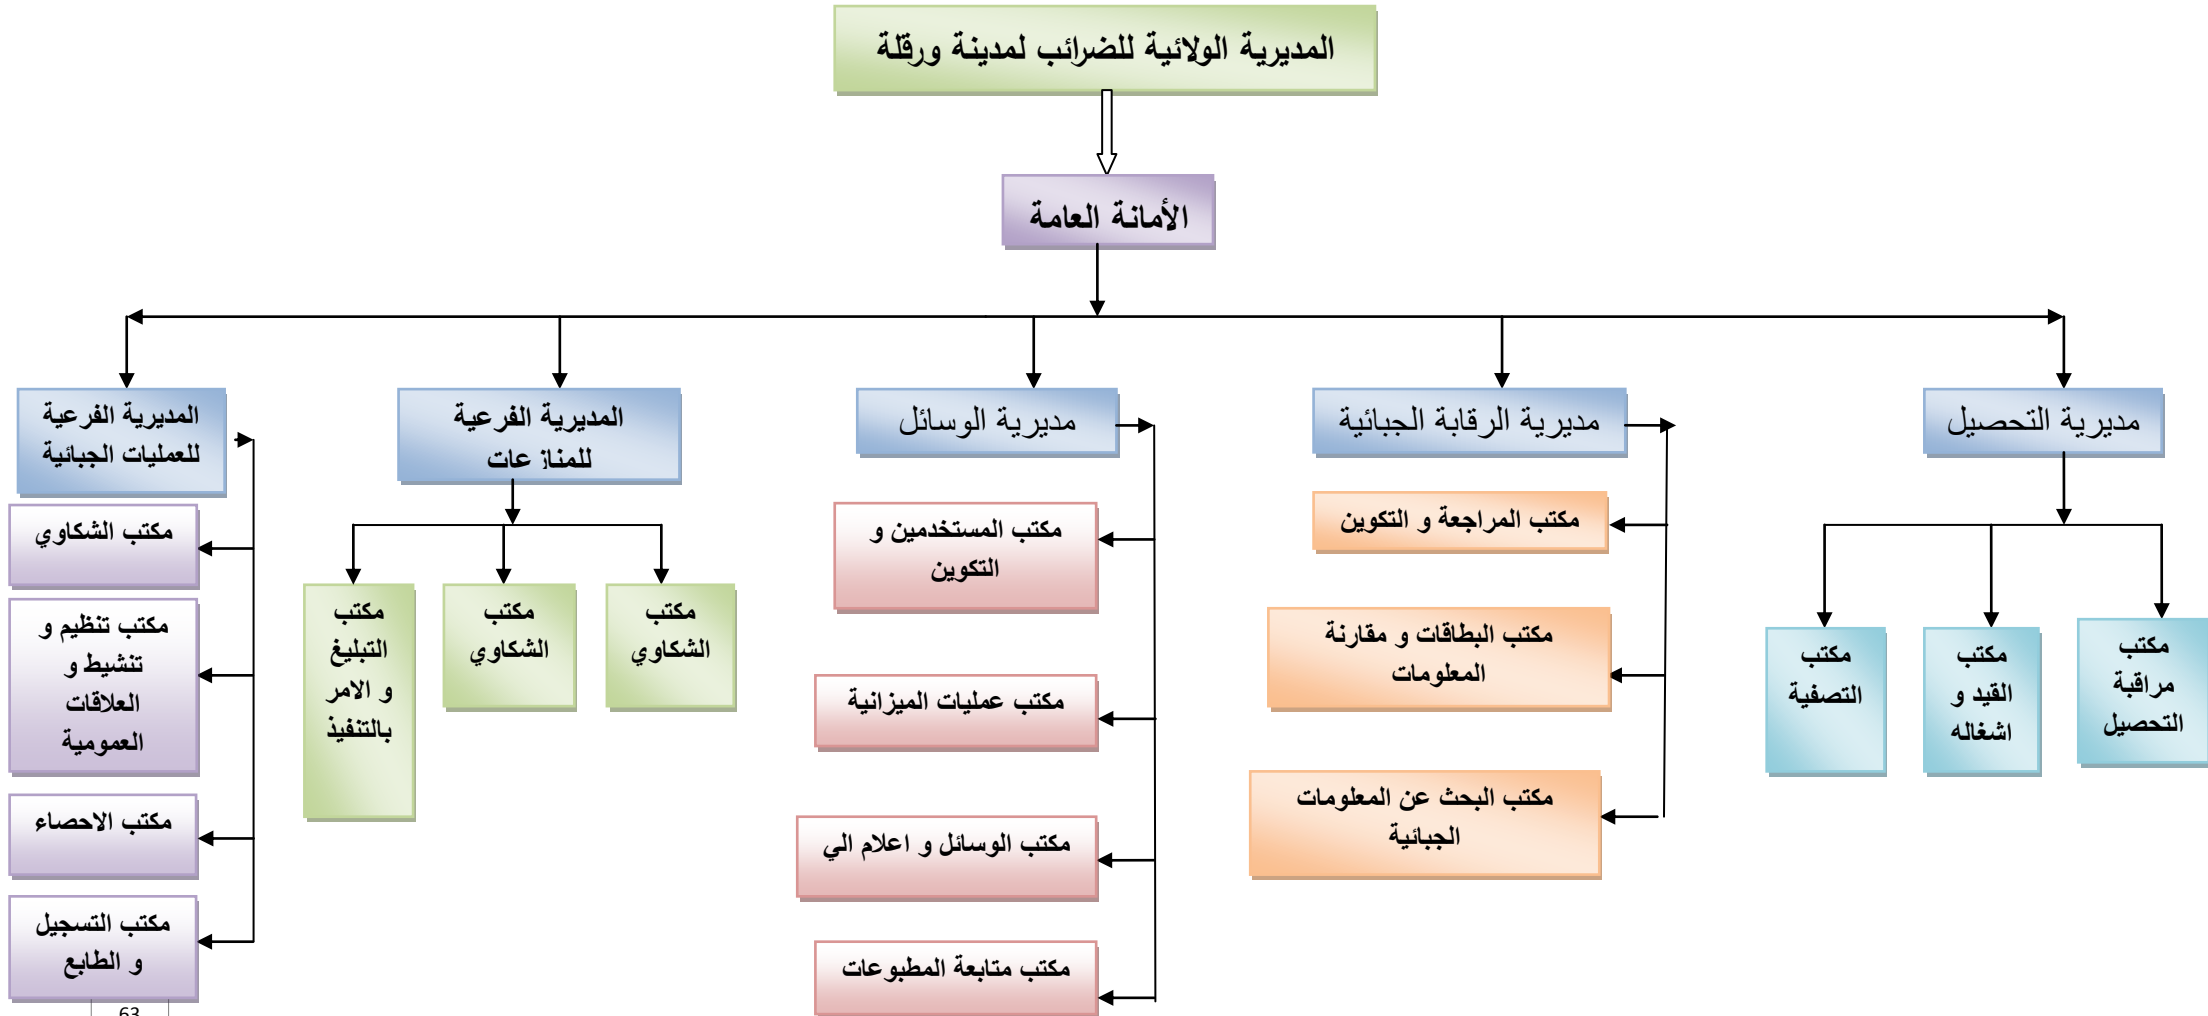 المديرية الولائية للضرائب لمدينة ورقلة
الأمانة العامة
مديرية التحصيل
مديرية الرقابة الجبائية
مديرية الوسائل
المديرية الفرعية
للمنازعات
المديرية الفرعية
للعمليات الجبائية
مكتب
مراقبة
التحصيل
مكتب
القيد و
اشغاله
مكتب
التصفية
مكتب المراجعة و التكوين
مكتب البطاقات و مقارنة
المعلومات
مكتب البحث عن المعلومات
الجبائية
مكتب المستخدمين و
التكوين
مكتب عمليات الميزانية
مكتب الوسائل و اعلام الي
مكتب متابعة المطبوعات
مكتب
الشكاوي
مكتب
الشكاوي
مكتب
التبليغ
و الامر
بالتنفيذ
مكتب الشكاوي
مكتب تنظيم و
تنشيط و
العلاقات
العمومية
مكتب الاحصاء
مكتب التسجيل
و الطابع
63